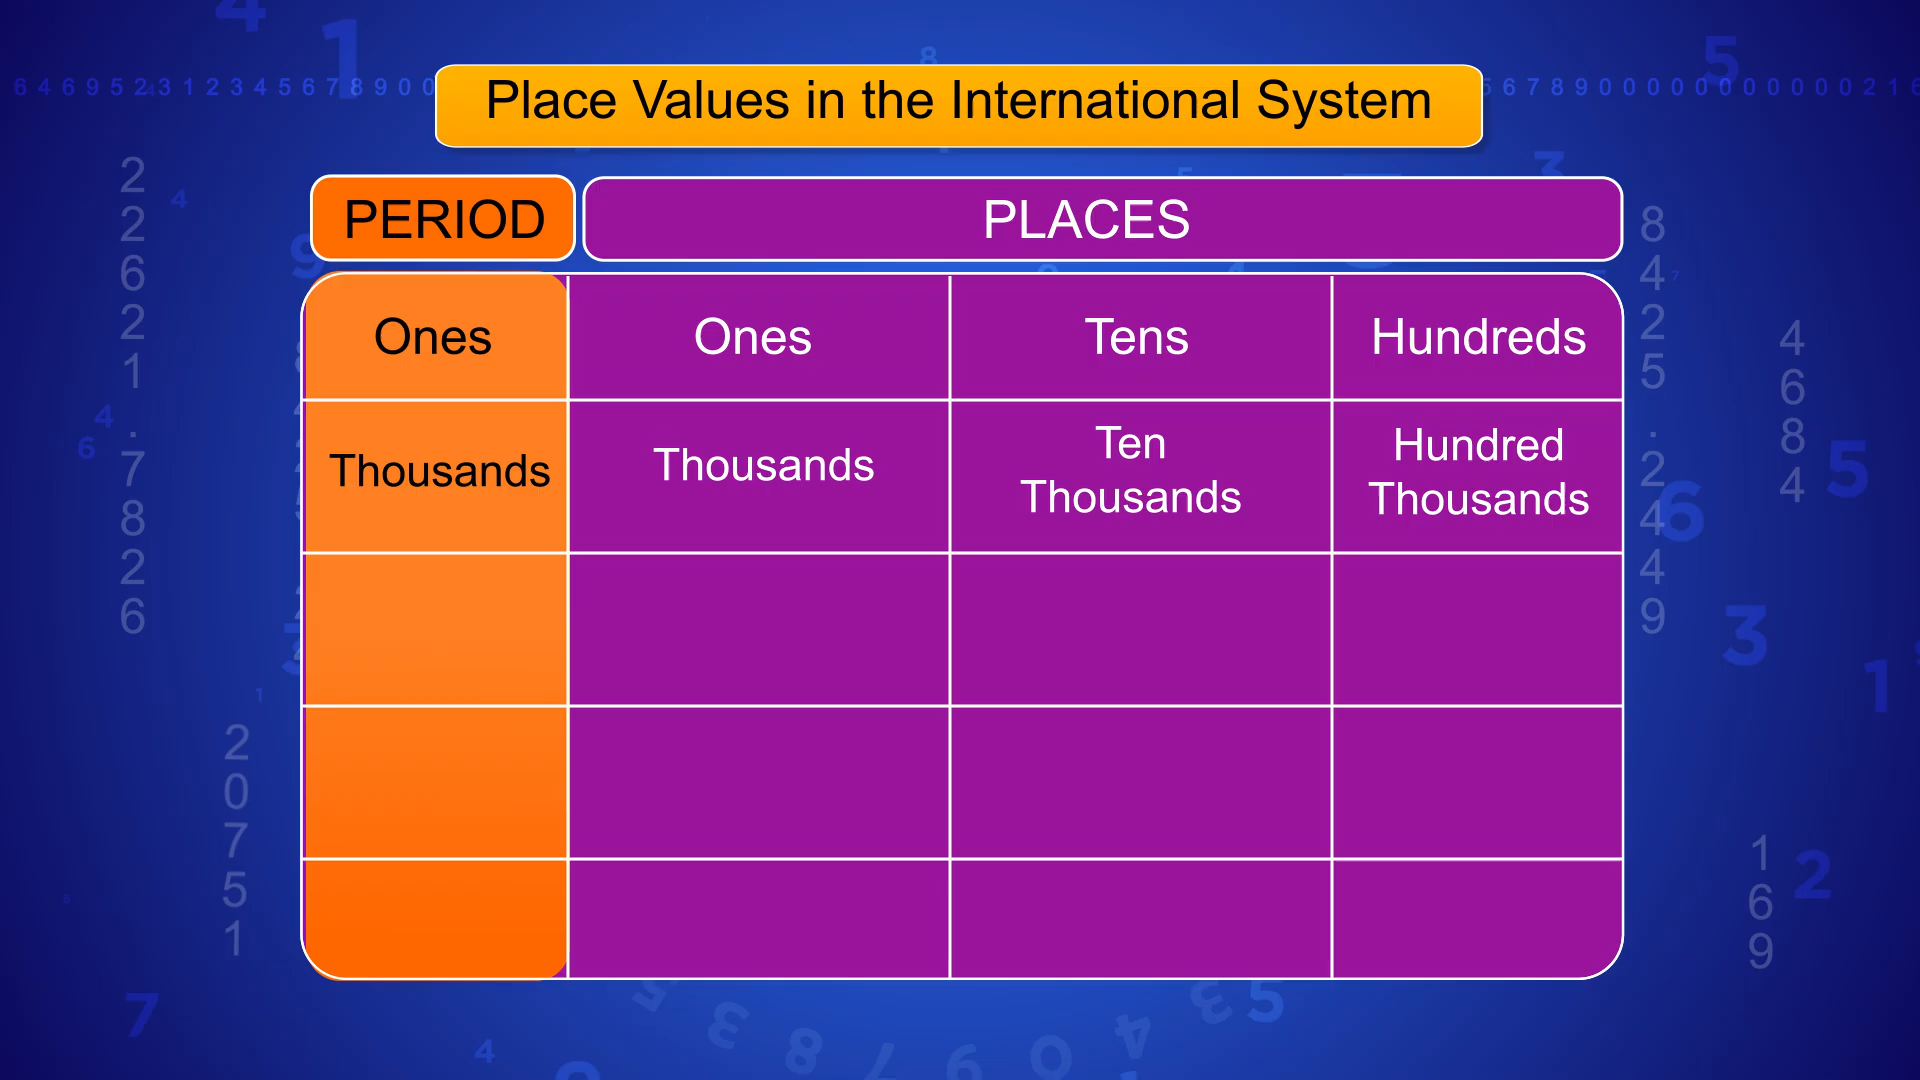 Place Values in the International System
PERIOD
PLACES
Ones
Ones
Tens
Hundreds
Thousands
Thousands
Ten
Thousands
Hundred
Thousands